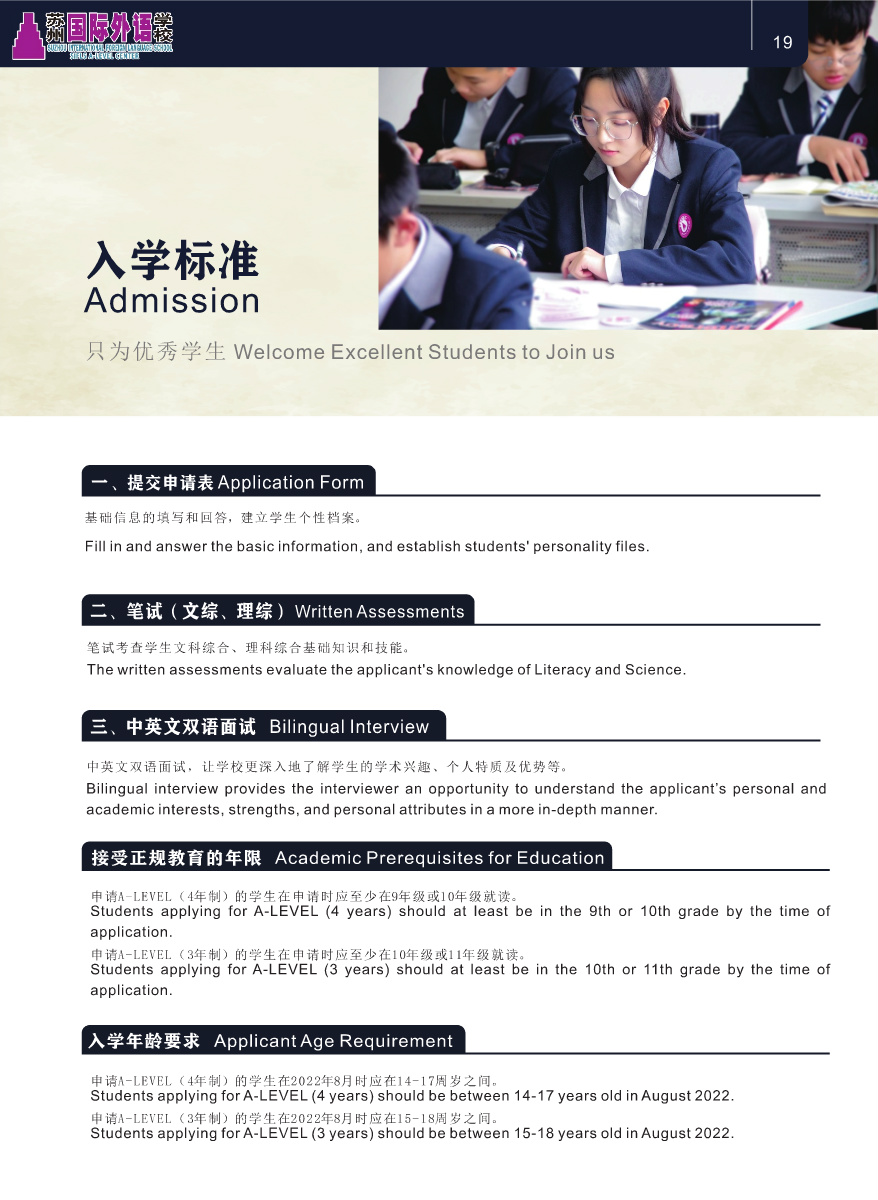 苏州国际外语学校
SUZHOU INTERNATIONAL FOREIGN LANGUAGE SCHOOL
SIFLS A-LEVEL CENTER
19
入学标准
Admission
只为优秀学生 Welcome Excellent Students to Join us
一、提交申请表 Application Form
基础信息的填写和回答，建立学生个性档案。
Fill in and answer the basic information, and establish students' personality files.
二、笔试（文综、理综） Written Assessments
笔试考查学生文科综合、理科综合基础知识和技能。
The written assessments evaluate the applicant's knowledge of Literacy and Science.
三、中英文双语面试 Bilingual Interview
中英文双语面试，让学校更深入地了解学生的学术兴趣、个人特质及优势等。
Bilingual interview provides the interviewer an opportunity to understand the applicant’s personal and
academic interests, strengths, and personal attributes in a more in-depth manner.
接受正规教育的年限 Academic Prerequisites for Education
申请A-LEVEL（4年制）的学生在申请时应至少在9年级或10年级就读。
Students applying for A-LEVEL (4 years) should at least be in the 9th or 10th grade by the time of
application.
申请A-LEVEL（3年制）的学生在申请时应至少在10年级或11年级就读。
Students applying for A-LEVEL (3 years) should at least be in the 10th or 11th grade by the time of
application.
入学年龄要求 Applicant Age Requirement
申请A-LEVEL（4年制）的学生在2022年8月时应在14-17周岁之间。
Students applying for A-LEVEL (4 years) should be between 14-17 years old in August 2022.
申请A-LEVEL（3年制）的学生在2022年8月时应在15-18周岁之间。
Students applying for A-LEVEL (3 years) should be between 15-18 years old in August 2022.